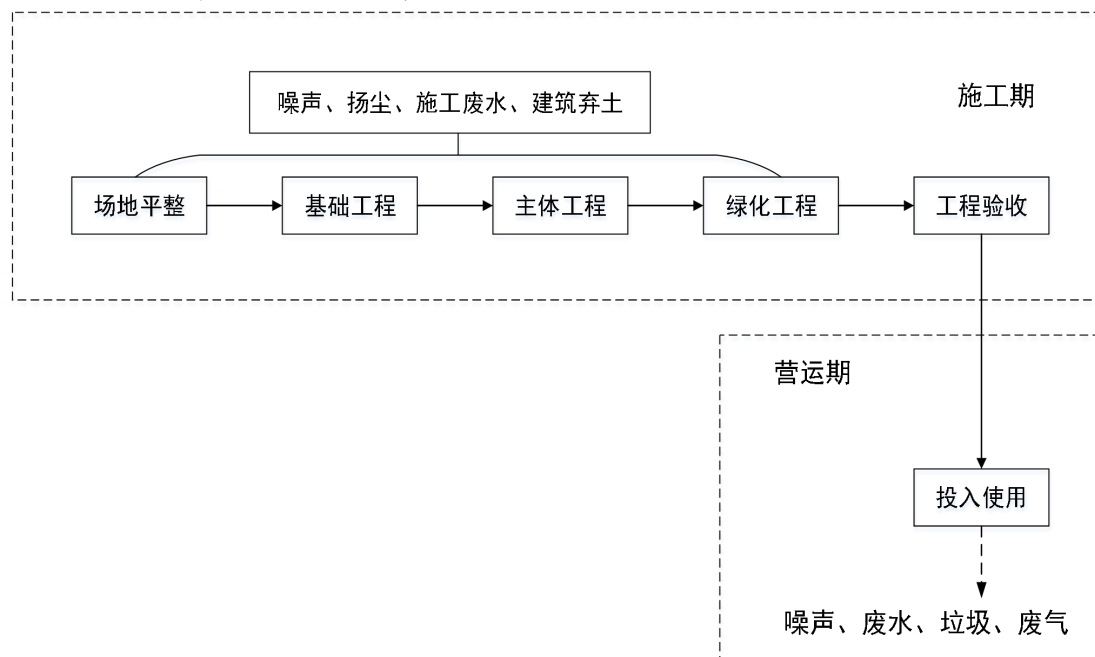 噪声、扬尘、施工废水、建筑弃土
施工期
场地平整
基础工程
主体工程
绿化工程
工程验收
营运期
投入使用
噪声、废水、垃圾、废气